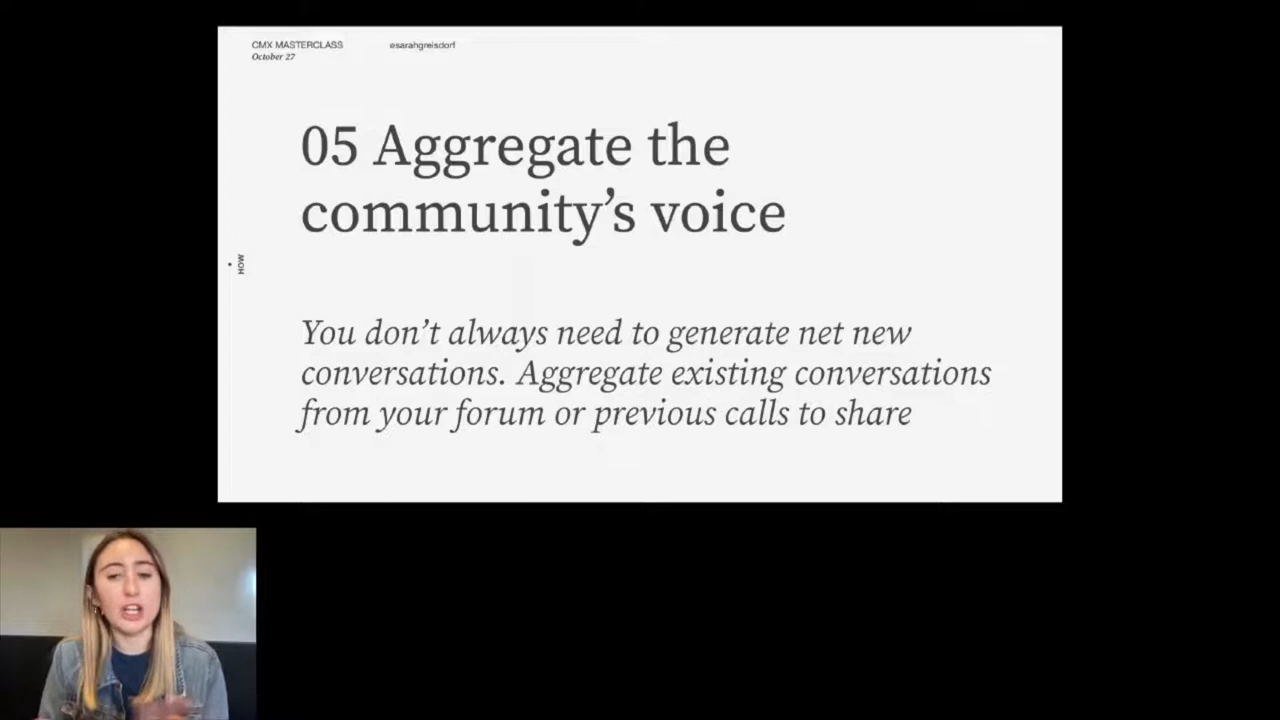 CMX MASTERCLASS
@sarahgreisdorf
October 27
05 Aggregate the
community’s voice
HOW
You don’t always need to generate net new
conversations. Aggregate existing conversations
from your forum or previous calls to share